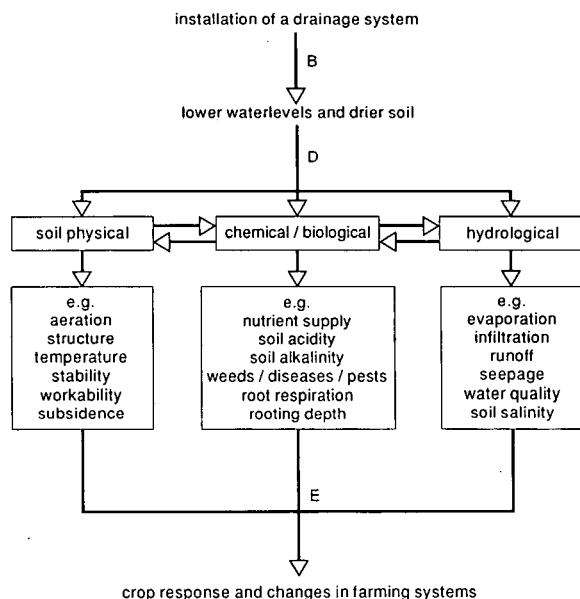 installation of a drainage system
B
lower waterlevels and drier soil
D
soil physical
chemical / biological
hydrological
e.g.
aeration
structure
temperature
stability
workability
subsidence
e.g.
nutrient supply
soil acidity
soil alkalinity
weeds / diseases / pests
root respiration
rooting depth
e.g.
evaporation
infiltration
runoff
seepage
water quality
soil salinity
E
crop response and changes in farming systems